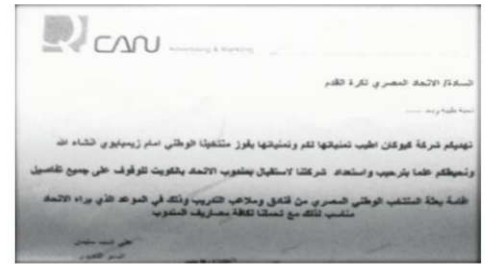 CAN Advertising & Marketing
السادة/ الاتحاد المصري لكرة القدم
تحية طيبة وبعد
تهديكم شركة كيوكان اطيب تمنياتها لكم وتمنياتها بفوز منتخبنا الوطني امام زيمبابوي انشاء الله
ونحيطكم علما بترحيب واستعداد شركتنا لاستقبال مندوب الاتحاد بالكويت للوقوف على جميع تفاصيل
اقامة بعثة المنتخب الوطني المصري من فنادق وملاعب التدريب وذلك في الموعد الذي يراه الاتحاد
مناسب لذلك مع تحملنا لكافة مصاريف المندوب